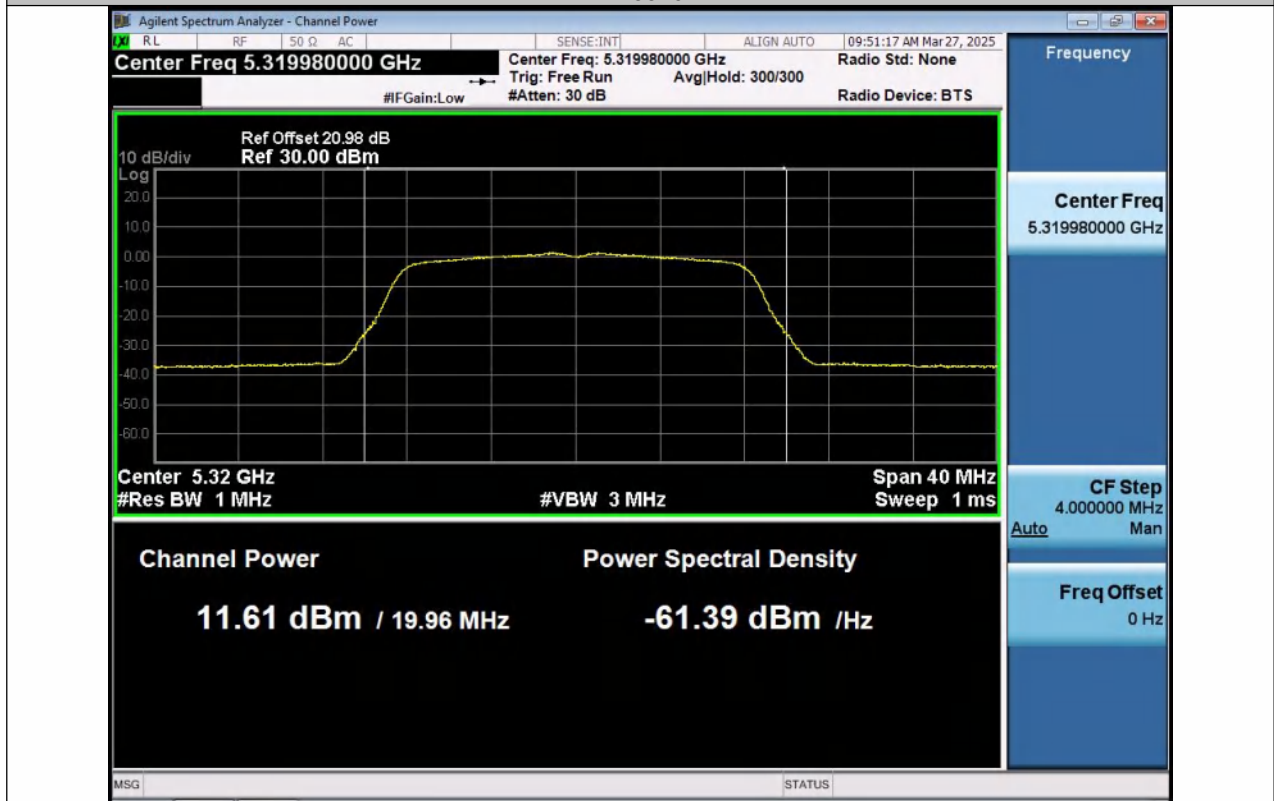 Agilent Spectrum Analyzer - Channel Power
LXI RL RF 50 Ω AC SENSE:INT ALIGN AUTO 09:51:17 AM Mar 27, 2025
Center Freq 5.319980000 GHz
Center Freq: 5.319980000 GHz
Radio Std: None
Trig: Free Run Avg|Hold: 300/300
#IFGain:Low
#Atten: 30 dB
Radio Device: BTS
Frequency
Ref Offset 20.98 dB
10 dB/div Ref 30.00 dBm
Log
20.0
10.0
0.00
-10.0
-20.0
-30.0
-40.0
-50.0
-60.0
Center 5.32 GHz
Span 40 MHz
#Res BW 1 MHz
#VBW 3 MHz
Sweep 1 ms
Center Freq
5.319980000 GHz
CF Step
4.000000 MHz
Auto Man
Freq Offset
0 Hz
Channel Power
Power Spectral Density
11.61 dBm / 19.96 MHz
-61.39 dBm /Hz
MSG
STATUS